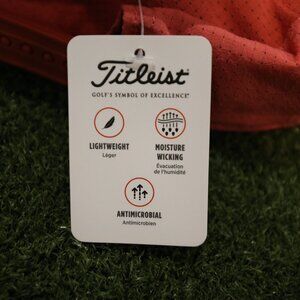 Titleist
GOLF'S SYMBOL OF EXCELLENCE®
LIGHTWEIGHT
Léger
MOISTURE
WICKING
Évacuation
de l'humidité
ANTIMICROBIAL
Antimicrobien